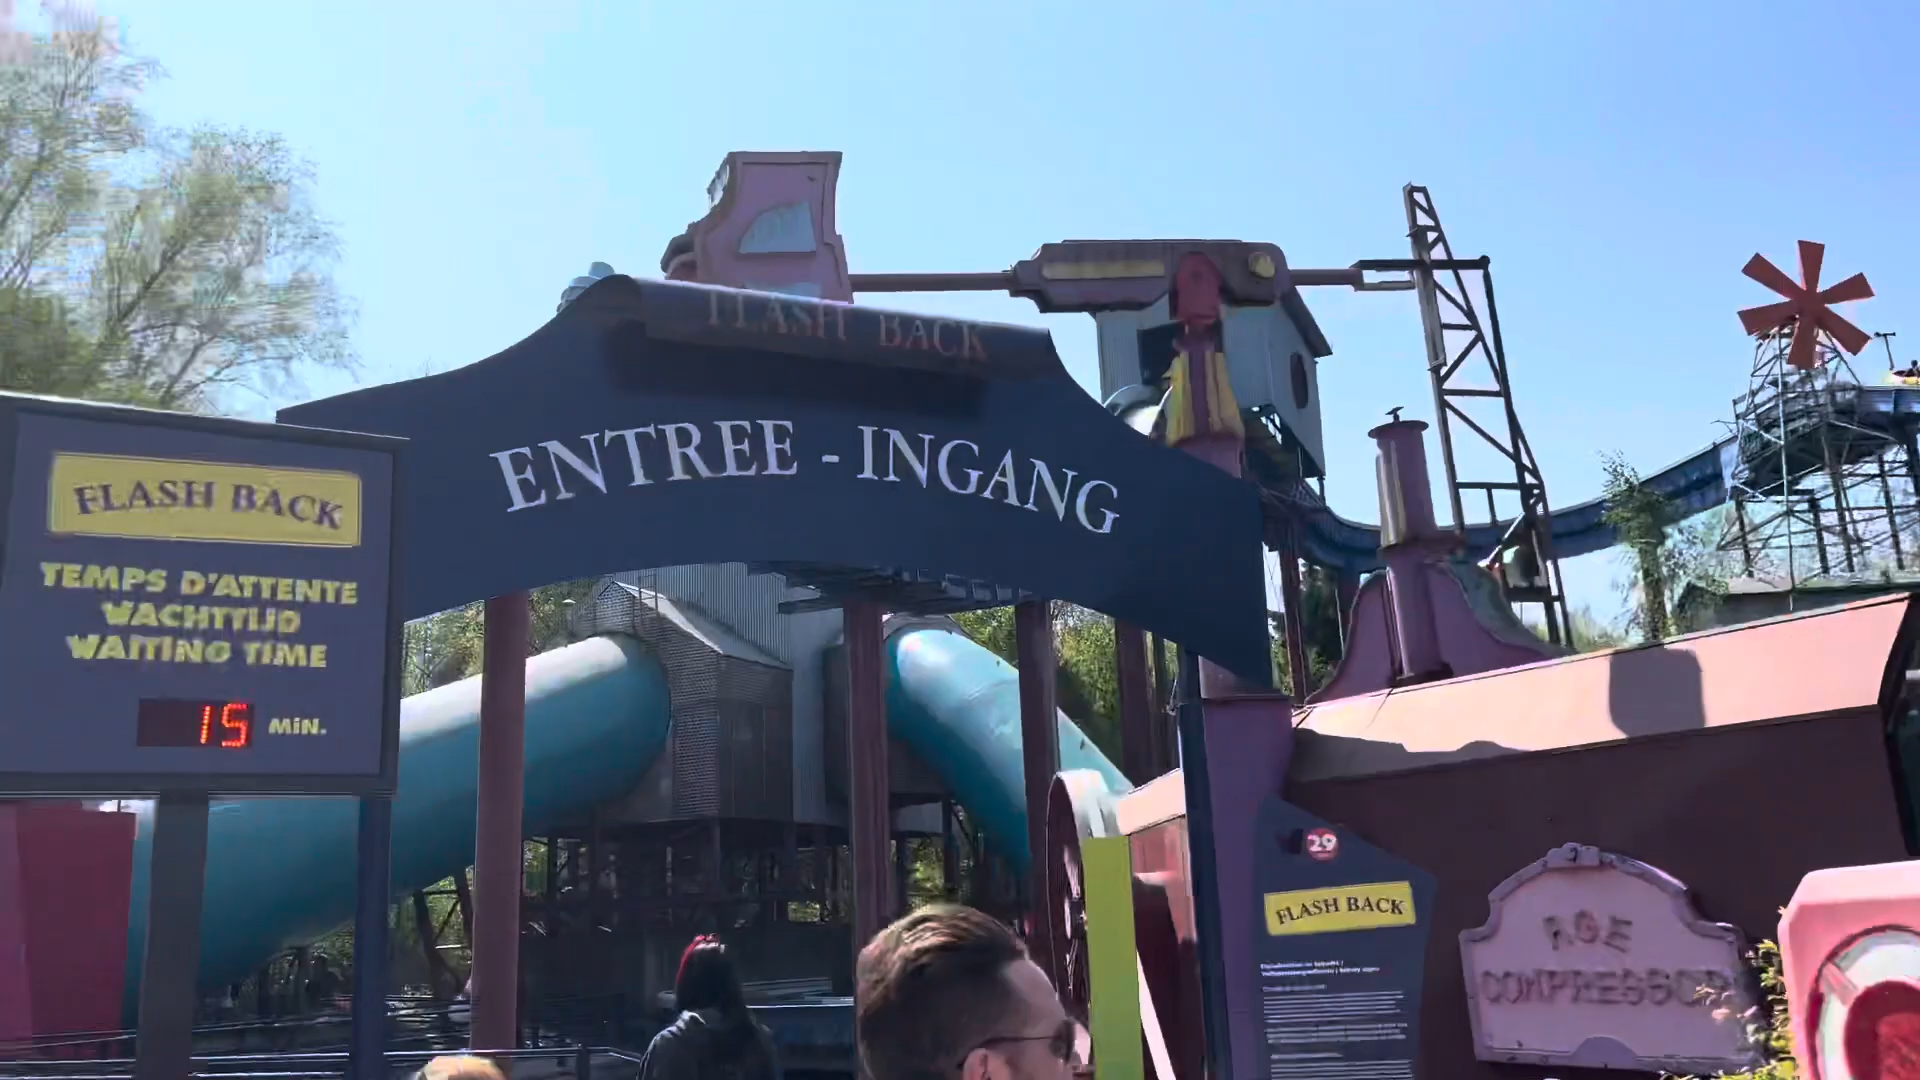 FLASH BACK
ENTREE - INGANG
FLASH BACK
TEMPS D'ATTENTE
WACHTTIJD
WAITING TIME
15 MIN.
29
FLASH BACK
AGE
COMPRESSOR